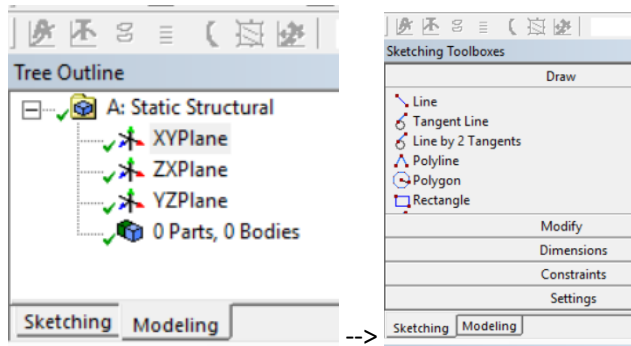 Tree Outline
A: Static Structural
XYPlane
ZXPlane
YZPlane
0 Parts, 0 Bodies
Sketching Modeling
-->
Sketching Toolboxes
Draw
Line
Tangent Line
Line by 2 Tangents
Polyline
Polygon
Rectangle
Modify
Dimensions
Constraints
Settings
Sketching Modeling